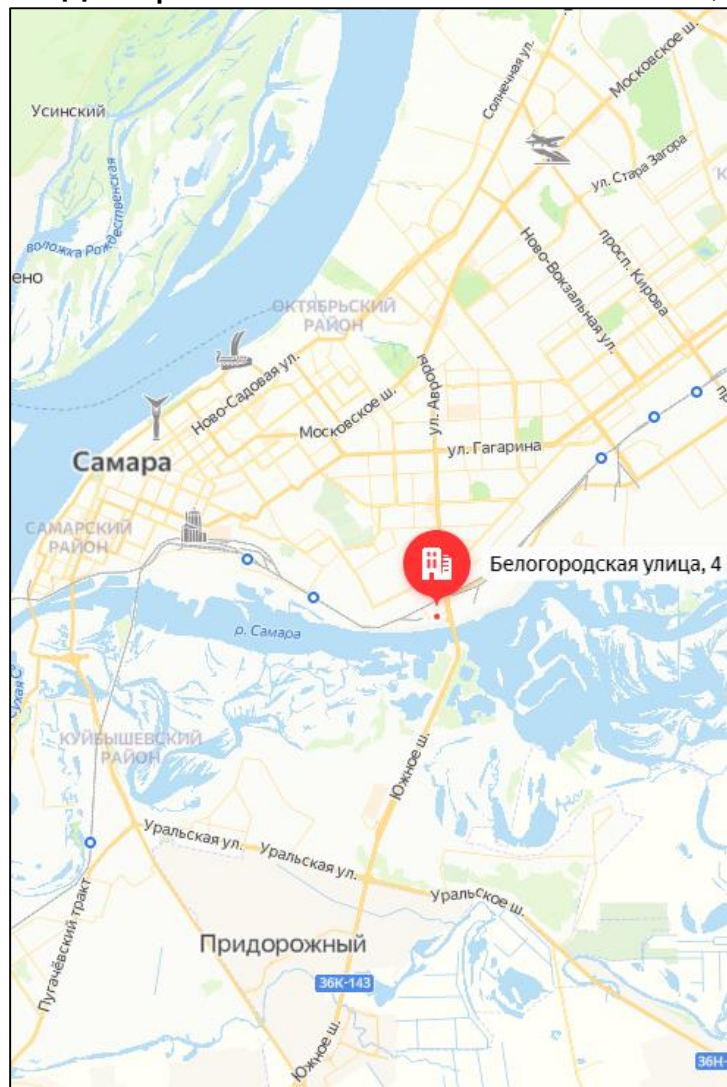 Усинский
Солнечная ул.
Московское ш.
ул. Стара Загора
воложка Рождественская
ено
Ново-Вокзальная ул.
просп. Кирова
ОКТЯБРЬСКИЙ
РАЙОН
Ново-Садовая ул.
ул. Авроры
Московское ш.
ул. Гагарина
Самара
САМАРСКИЙ
РАЙОН
Белогородская улица, 4
р. Самара
КУЙБЫШЕВСКИЙ
РАЙОН
Южное ш.
Уральская ул.
Уральская ул.
Уральское ш.
Пугачёвский тракт
Придорожный
36К-143
Южное ш.
36Н-